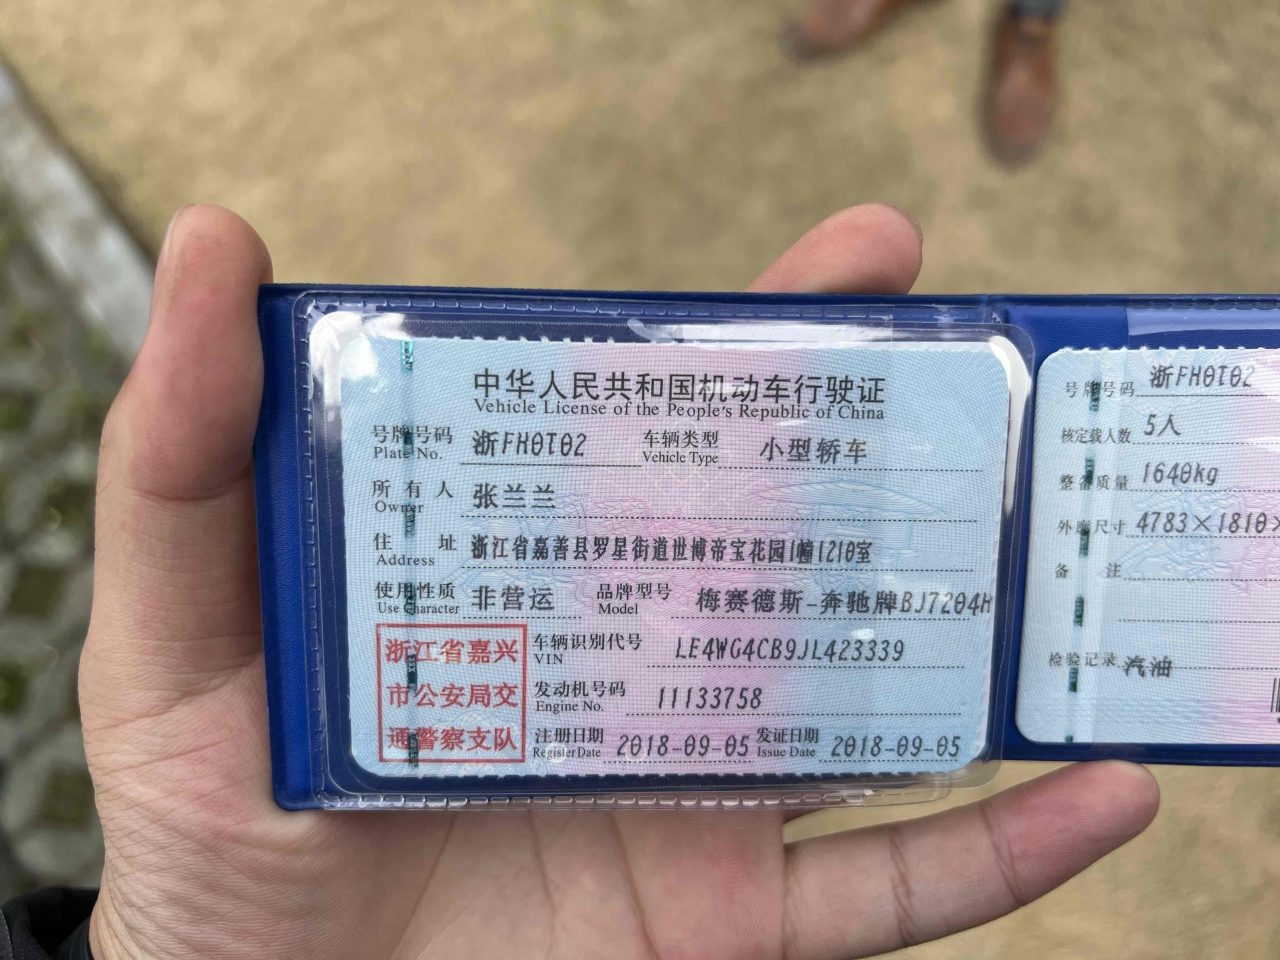 中华人民共和国机动车行驶证
Vehicle License of the People's Republic of China
号牌号码 浙FH0T02 车辆类型 小型轿车
Plate No. Vehicle Type
所有人 张兰兰
Owner
住址 浙江省嘉善县罗星街道世博帝宝花园1幢1210室
Address
使用性质 非营运 品牌型号 梅赛德斯-奔驰牌BJ7204H
Use Character Model
浙江省嘉兴
市公安局交
通警察支队
车辆识别代号 LE4WG4CB9JL423339
VIN
发动机号码 11133758
Engine No.
注册日期 2018-09-05 发证日期 2018-09-05
Register Date Issue Date
号牌号码 浙FH0T02
核定载人数 5人
整备质量 1640kg
外廓尺寸 4783×1810×
备注
检验记录 汽油